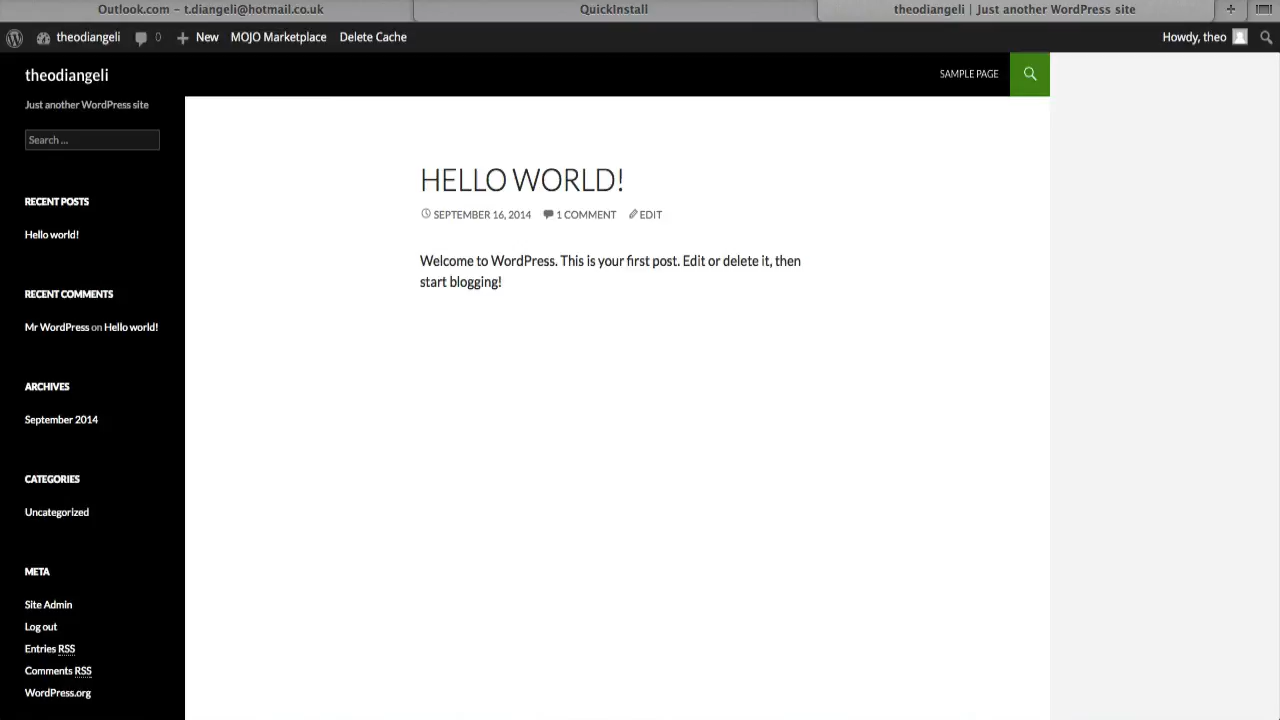 Outlook.com – t.diangeli@hotmail.co.uk
QuickInstall
theodiangeli | Just another WordPress site
theodiangeli
0
New
MOJO Marketplace
Delete Cache
Howdy, theo
theodiangeli
SAMPLE PAGE
Just another WordPress site
Search ...
HELLO WORLD!
SEPTEMBER 16, 2014
1 COMMENT
EDIT
Welcome to WordPress. This is your first post. Edit or delete it, then
start blogging!
RECENT POSTS
Hello world!
RECENT COMMENTS
Mr WordPress on Hello world!
ARCHIVES
September 2014
CATEGORIES
Uncategorized
META
Site Admin
Log out
Entries RSS
Comments RSS
WordPress.org